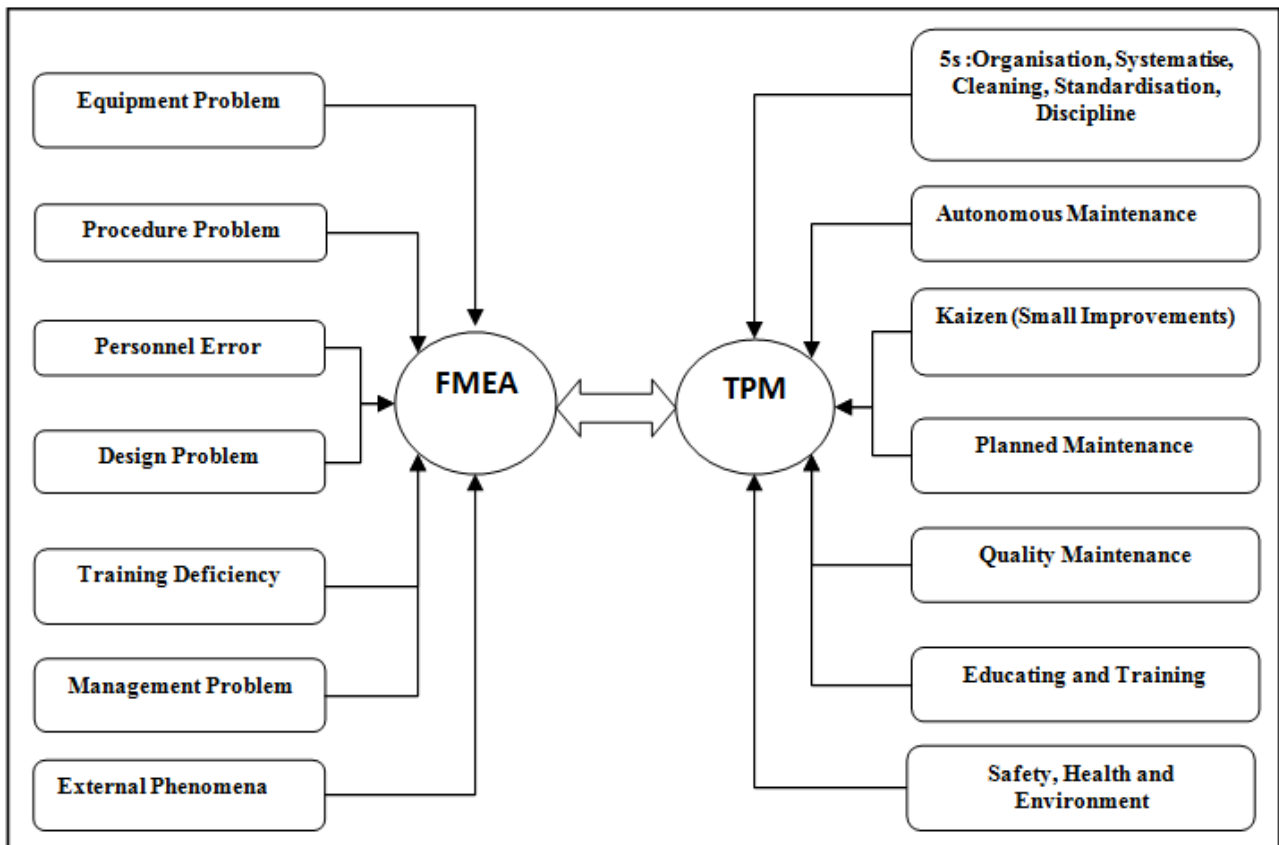 Equipment Problem
Procedure Problem
Personnel Error
Design Problem
Training Deficiency
Management Problem
External Phenomena
FMEA
TPM
5s :Organisation, Systematise,
Cleaning, Standardisation,
Discipline
Autonomous Maintenance
Kaizen (Small Improvements)
Planned Maintenance
Quality Maintenance
Educating and Training
Safety, Health and
Environment